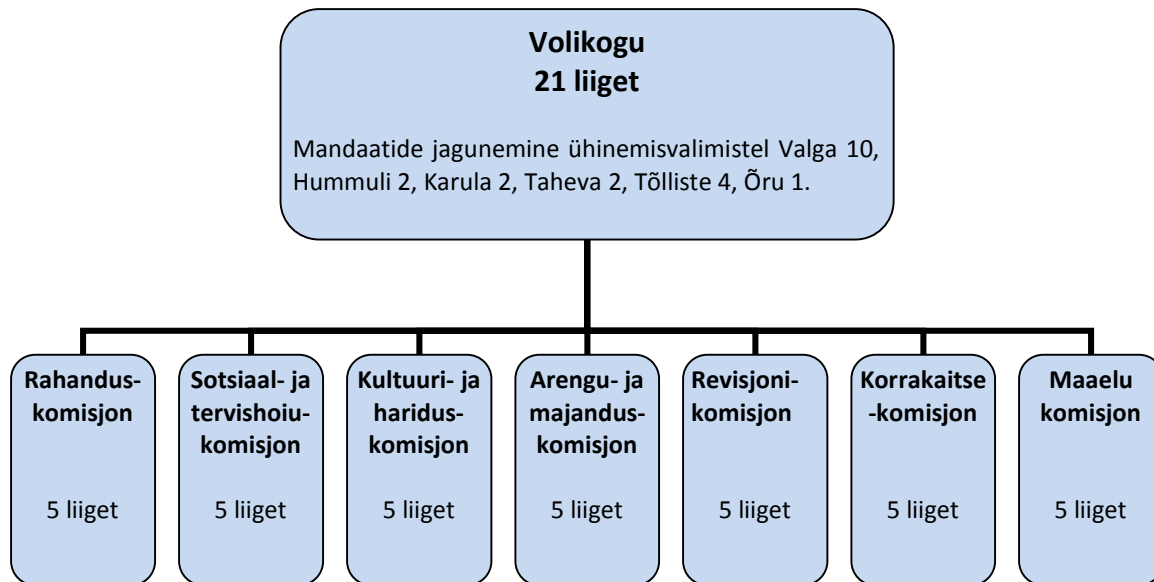 Volikogu
21 liiget
Mandaatide jagunemine ühinemisvalimistel Valga 10,
Hummuli 2, Karula 2, Taheva 2, Tõlliste 4, Õru 1.
Rahandus-
komisjon
5 liiget
Sotsiaal- ja
tervishoiu-
komisjon
5 liiget
Kultuuri- ja
haridus-
komisjon
5 liiget
Arengu- ja
majandus-
komisjon
5 liiget
Revisjoni-
komisjon
5 liiget
Korrakaitse
-komisjon
5 liiget
Maaelu
komisjon
5 liiget